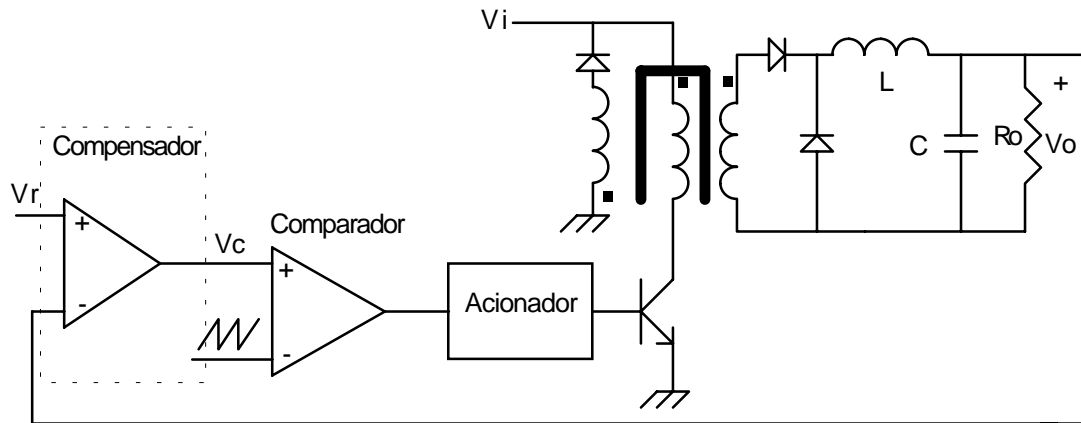 Vi
L
+
C
Ro
Vo
Compensador
Vr
+
-
Vc
Comparador
+
-
Acionador